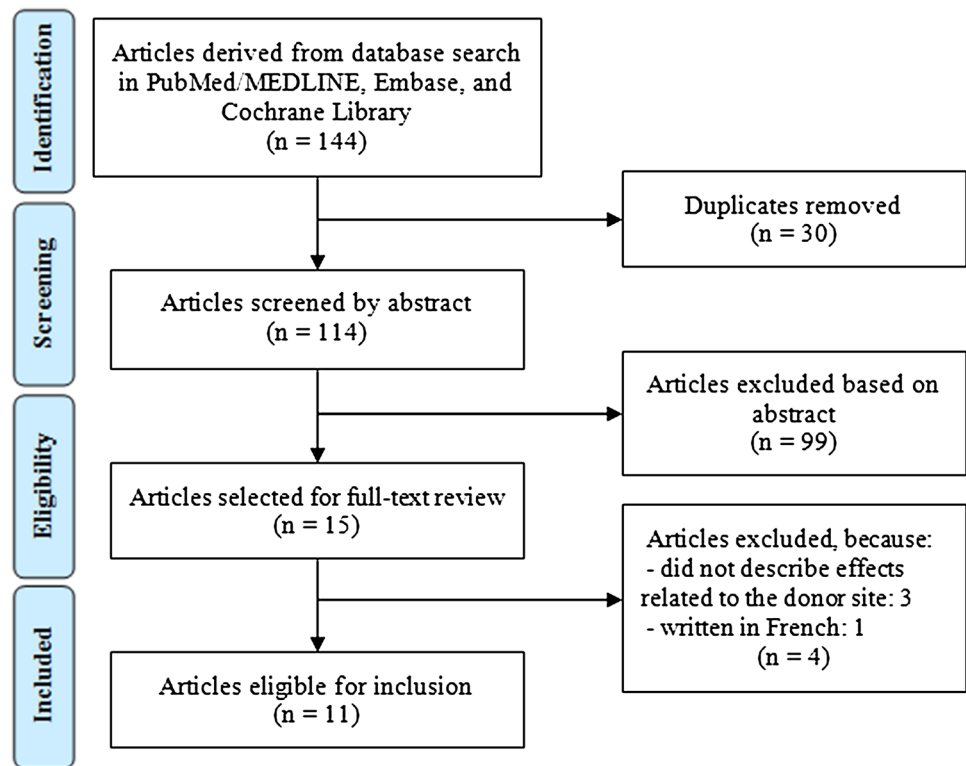 Identification
Articles derived from database search
in PubMed/MEDLINE, Embase, and
Cochrane Library
(n = 144)
Duplicates removed
(n = 30)
Screening
Articles screened by abstract
(n = 114)
Articles excluded based on
abstract
(n = 99)
Eligibility
Articles selected for full-text review
(n = 15)
Articles excluded, because:
- did not describe effects
related to the donor site: 3
- written in French: 1
(n = 4)
Included
Articles eligible for inclusion
(n = 11)